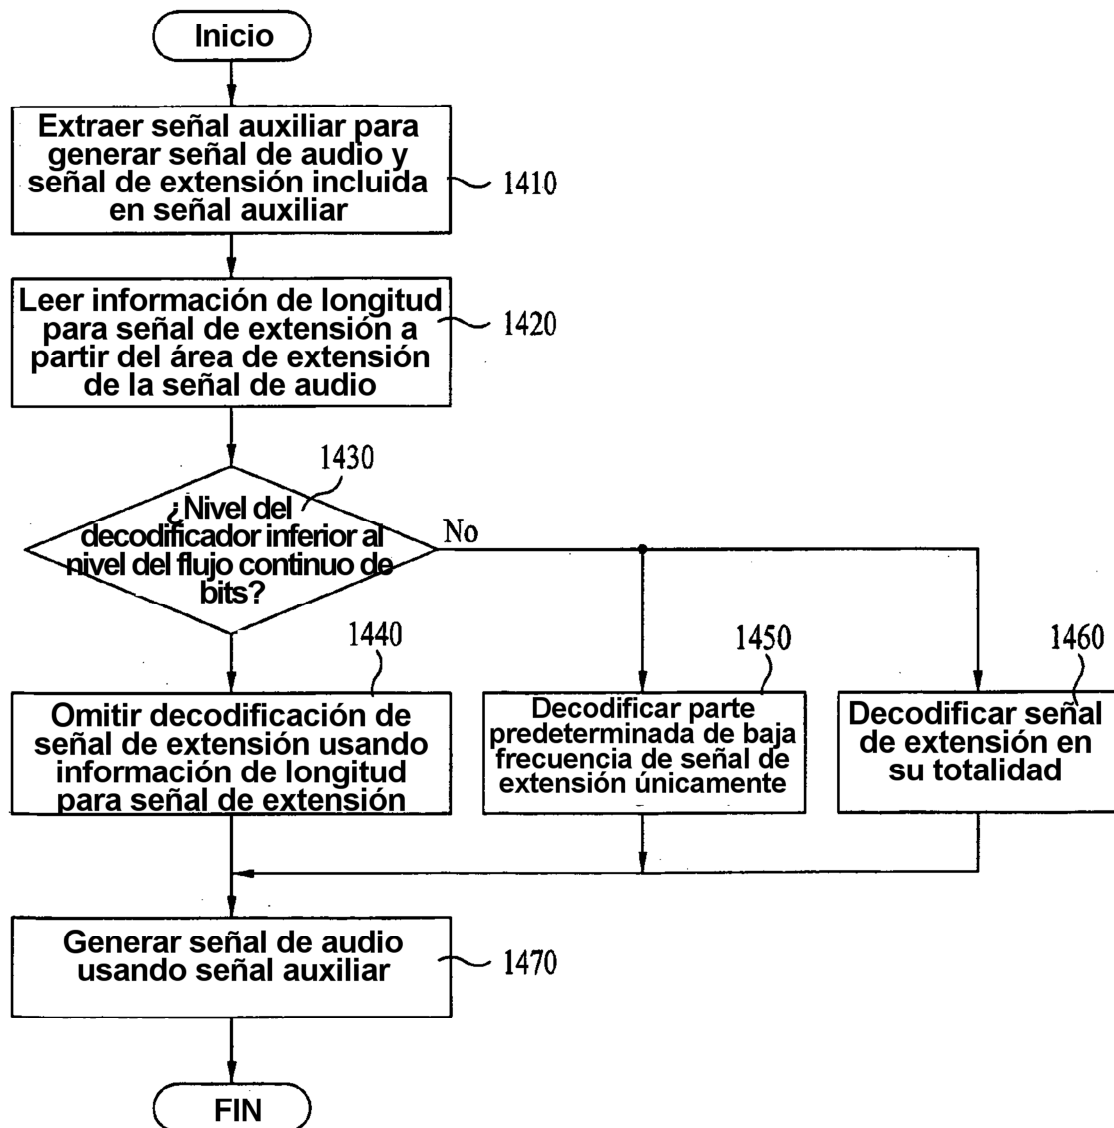 Inicio
Extraer señal auxiliar para
generar señal de audio y
señal de extensión incluida
en señal auxiliar
1410
Leer información de longitud
para señal de extensión a
partir del área de extensión
de la señal de audio
1420
1430
¿Nivel del
decodificador inferior al
nivel del flujo continuo de
bits?
No
1440
Omitir decodificación de
señal de extensión usando
información de longitud
para señal de extensión
1450
Decodificar parte
predeterminada de baja
frecuencia de señal de
extensión únicamente
1460
Decodificar señal
de extensión en
su totalidad
Generar señal de audio
usando señal auxiliar
1470
FIN